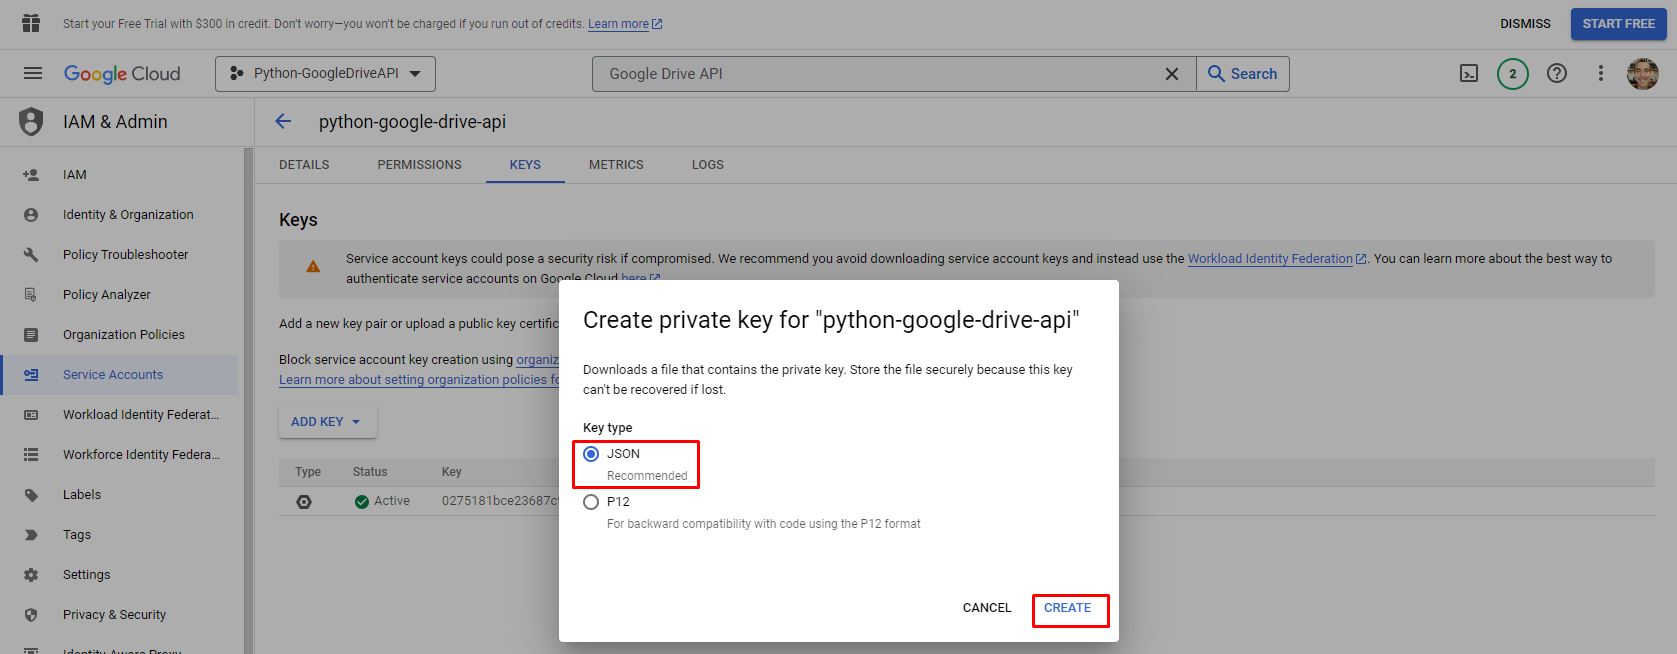 Start your Free Trial with $300 in credit. Don't worry—you won't be charged if you run out of credits. Learn more
DISMISS
START FREE
Google Cloud
Python-GoogleDriveAPI
Google Drive API
Search
2
IAM & Admin
python-google-drive-api
DETAILS
PERMISSIONS
KEYS
METRICS
LOGS
IAM
Identity & Organization
Policy Troubleshooter
Policy Analyzer
Organization Policies
Service Accounts
Workload Identity Federat...
Workforce Identity Federa...
Labels
Tags
Settings
Privacy & Security
Identity-Aware Proxy
Keys
Service account keys could pose a security risk if compromised. We recommend you avoid downloading service account keys and instead use the Workload Identity Federation. You can learn more about the best way to
authenticate service accounts on Google Cloud here
Add a new key pair or upload a public key certific
Block service account key creation using organiz
Learn more about setting organization policies fo
ADD KEY
Type
Status
Key
Active
0275181bce23687c
Create private key for "python-google-drive-api"
Downloads a file that contains the private key. Store the file securely because this key
can't be recovered if lost.
Key type
JSON
Recommended
P12
For backward compatibility with code using the P12 format
CANCEL
CREATE